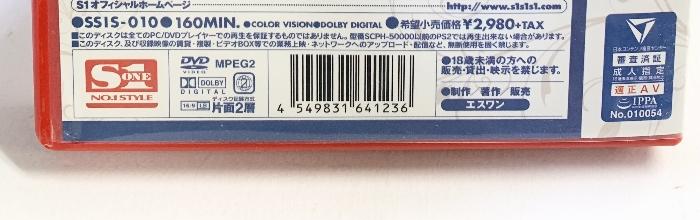 S1オフィシャルホームページ
http://www.s1s1s1.com
●SSIS-010●160MIN. ●COLOR VISION●DOLBY DIGITAL ●希望小売価格¥2,980+TAX
■このディスクは全てのPC/DVDプレイヤーでの再生を保証するものではありません。型番SCPH-50000以前のPS2では再生出来ない場合があります。
■このディスク、及び収録映像の賃貸・複製・ビデオBOX等での業務上映・ネットワークへのアップロード・配信など、無断使用を固く禁じます。
S1 ONE
NO.1 STYLE
DVD
VIDEO
MPEG2
DOLBY
DIGITAL
16:9 LB
ディスク記録方式
片面2層
4 549831 641236
●18歳未満の方への
販売・貸出・映示を禁じます。
●制作/著作/販売
エスワン
日本コンテンツ審査センター
審査済証
成人指定
適正AV
IPPA
No.010054